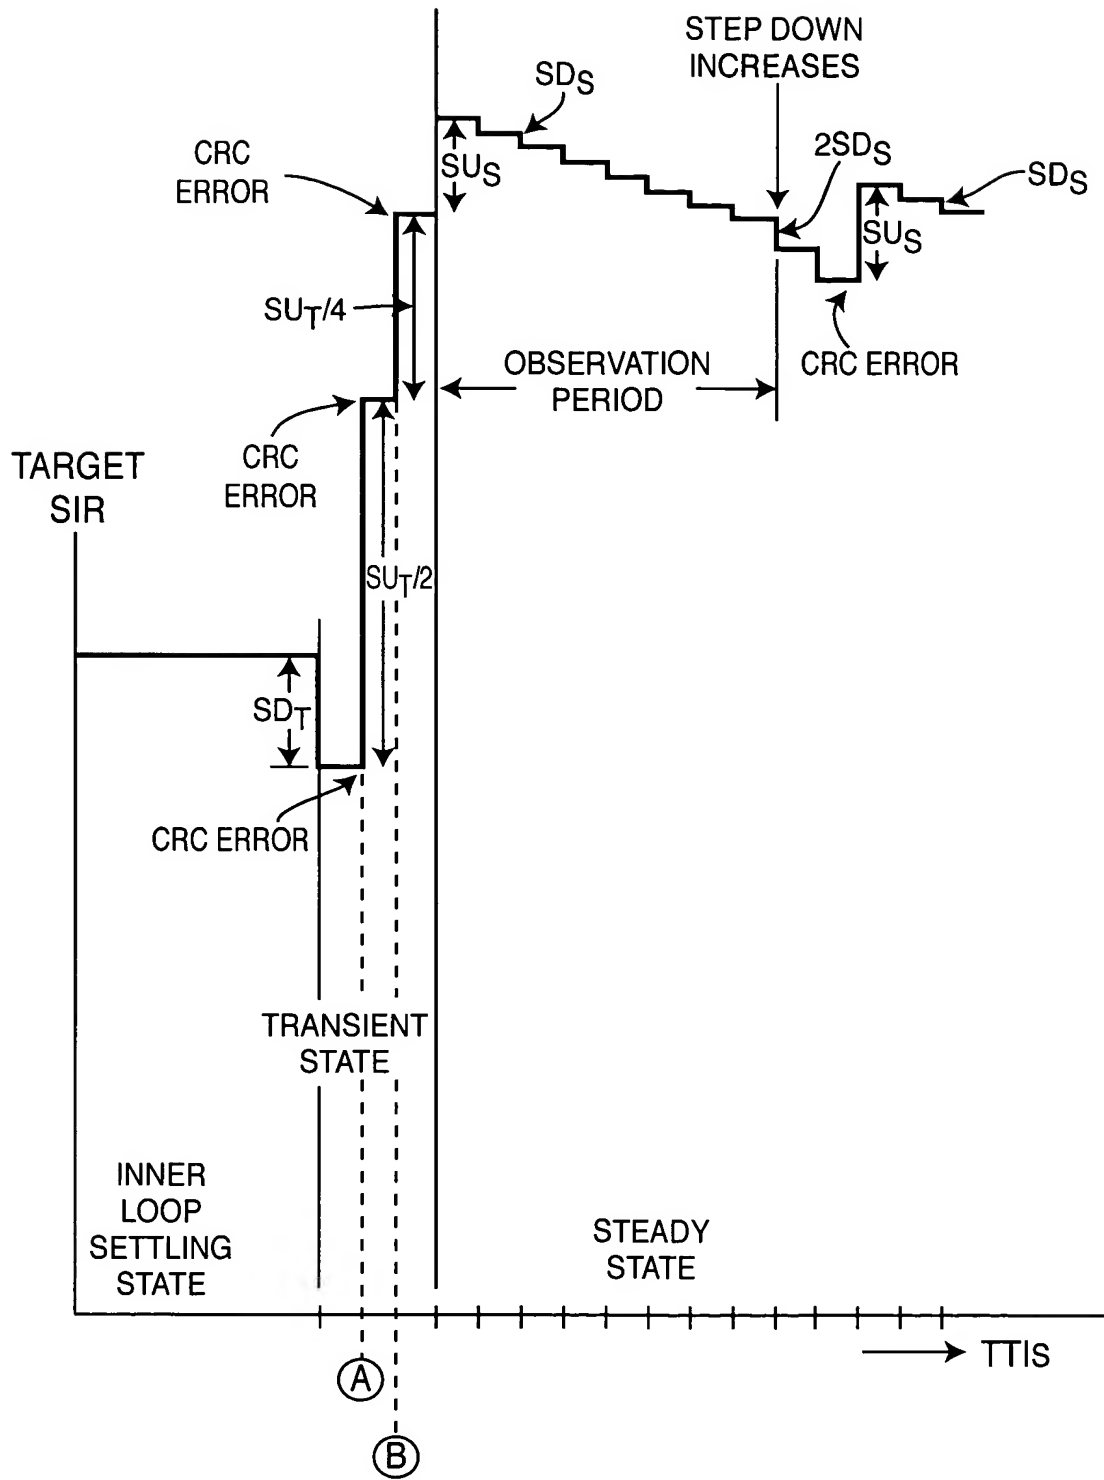 STEP DOWN
INCREASES
SDS
2SDS
CRC
ERROR
SUS
SDS
SUS
SUT/4
OBSERVATION
PERIOD
CRC ERROR
CRC
ERROR
TARGET
SIR
SUT/2
SDT
CRC ERROR
TRANSIENT
STATE
INNER
LOOP
SETTLING
STATE
STEADY
STATE
TTIS
A
B